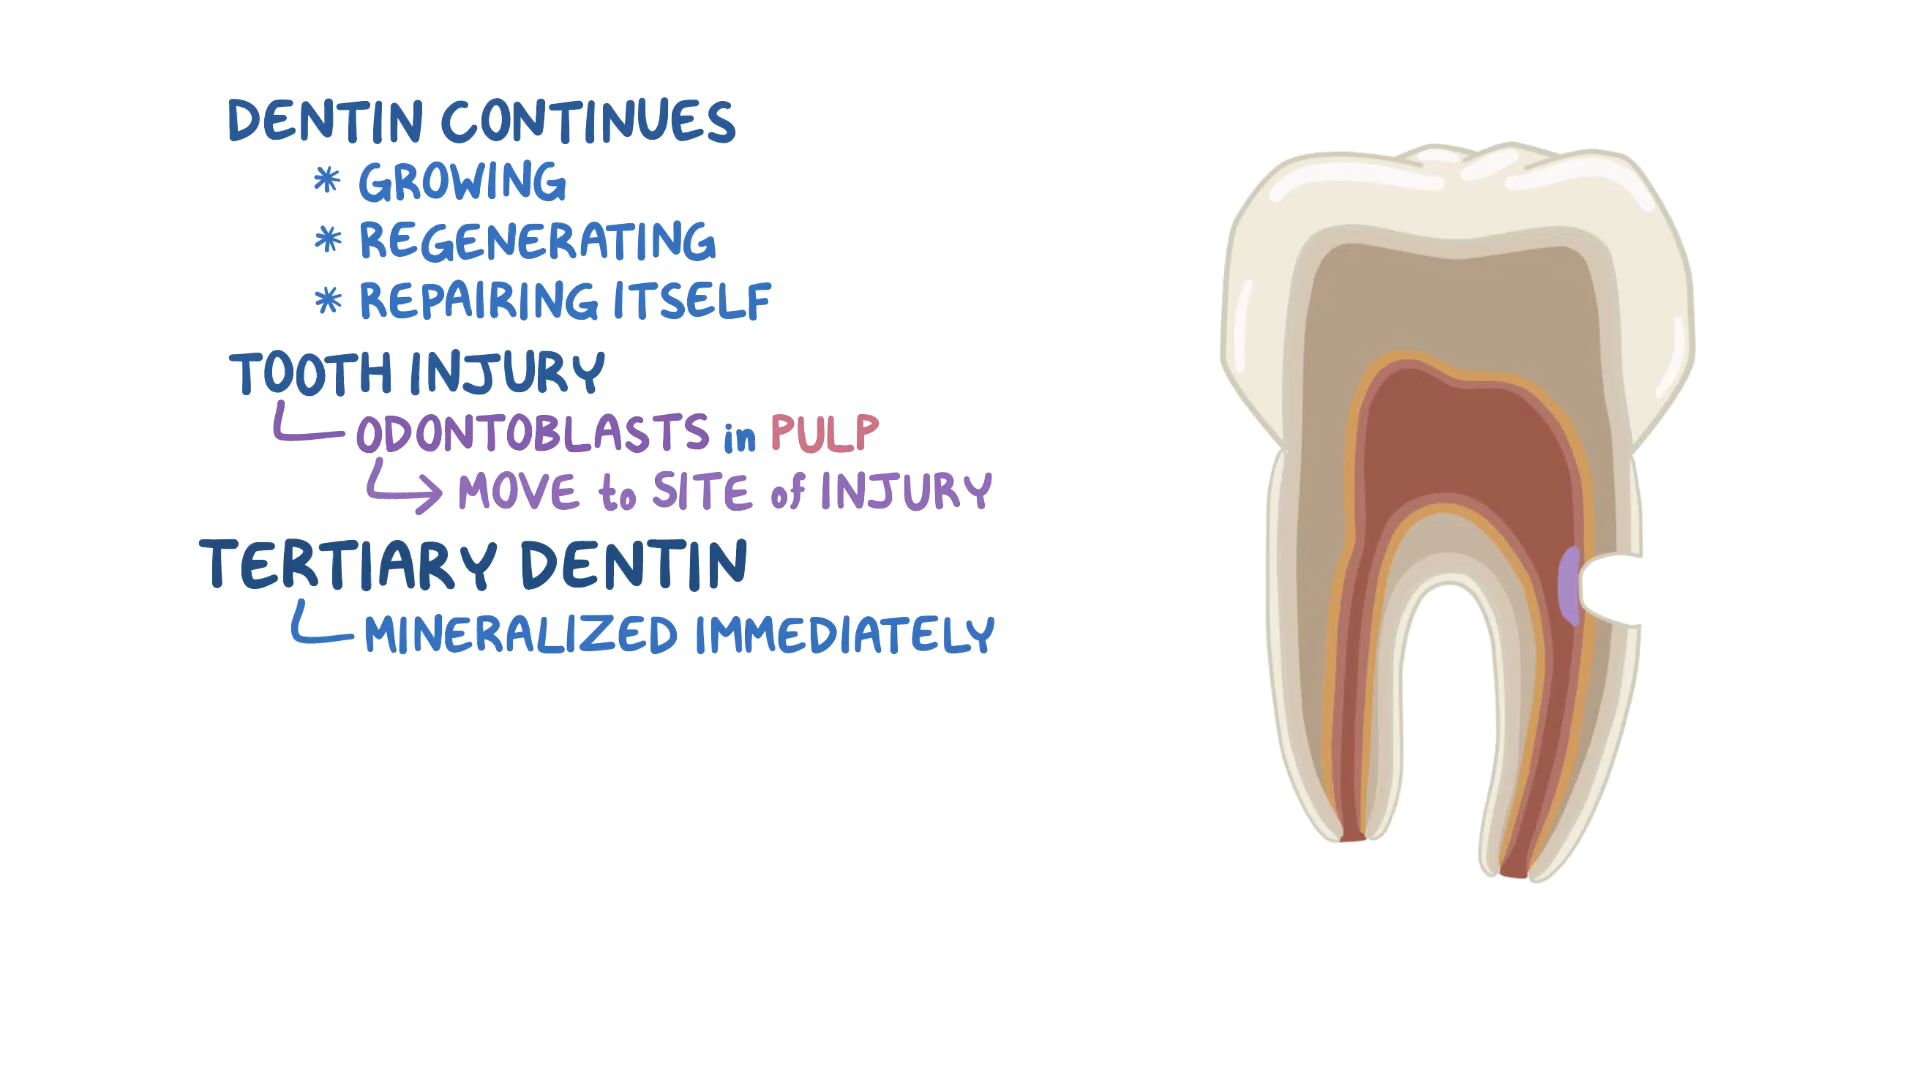 DENTIN CONTINUES
* GROWING
* REGENERATING
* REPAIRING ITSELF
TOOTH INJURY
ODONTOBLASTS in PULP
MOVE to SITE of INJURY
TERTIARY DENTIN
MINERALIZED IMMEDIATELY